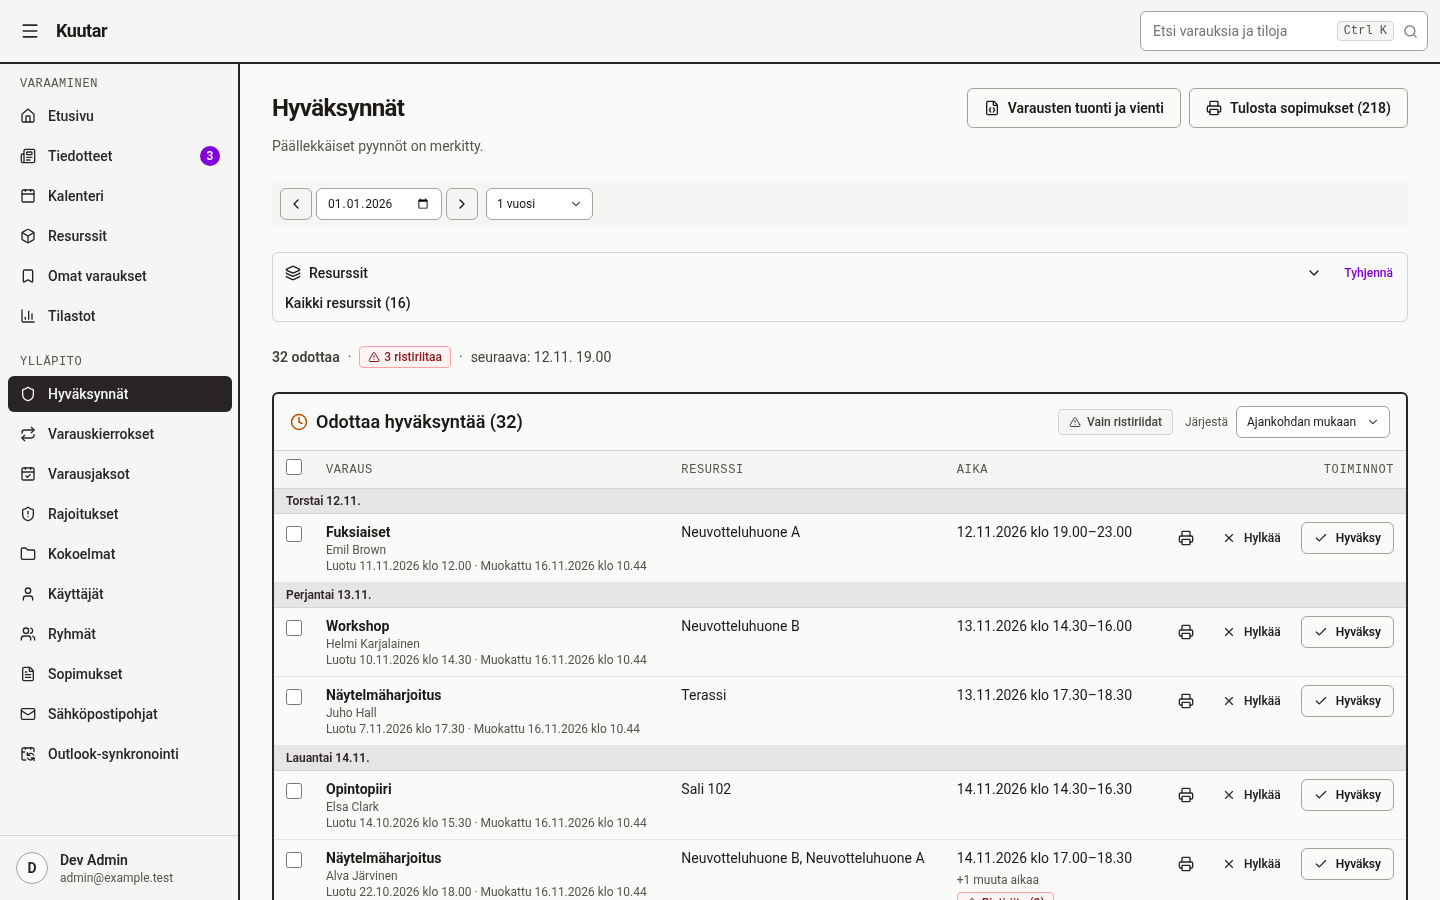 Kuutar
Etsi varauksia ja tiloja
Ctrl K
VARAAMINEN
Etusivu
Tiedotteet
3
Kalenteri
Resurssit
Omat varaukset
Tilastot
YLLÄPITO
Hyväksynnät
Varauskierrokset
Varausjaksot
Rajoitukset
Kokoelmat
Käyttäjät
Ryhmät
Sopimukset
Sähköpostipohjat
Outlook-synkronointi
D
Dev Admin
admin@example.test
Hyväksynnät
Varausten tuonti ja vienti
Tulosta sopimukset (218)
Päällekkäiset pyynnöt on merkitty.
01.01.2026
1 vuosi
Resurssit
Tyhjennä
Kaikki resurssit (16)
32 odottaa · 3 ristiriitaa · seuraava: 12.11. 19.00
Odottaa hyväksyntää (32)
Vain ristiriidat
Järjestä
Ajankohdan mukaan
VARAUS RESURSSI AIKA TOIMINNOT
Torstai 12.11.
Fuksiaiset Neuvotteluhuone A 12.11.2026 klo 19.00–23.00 Hylkää Hyväksy
Emil Brown
Luotu 11.11.2026 klo 12.00 · Muokattu 16.11.2026 klo 10.44
Perjantai 13.11.
Workshop Neuvotteluhuone B 13.11.2026 klo 14.30–16.00 Hylkää Hyväksy
Helmi Karjalainen
Luotu 10.11.2026 klo 14.30 · Muokattu 16.11.2026 klo 10.44
Näytelmäharjoitus Terassi 13.11.2026 klo 17.30–18.30 Hylkää Hyväksy
Juho Hall
Luotu 7.11.2026 klo 17.30 · Muokattu 16.11.2026 klo 10.44
Lauantai 14.11.
Opintopiiri Sali 102 14.11.2026 klo 14.30–16.30 Hylkää Hyväksy
Elsa Clark
Luotu 14.10.2026 klo 15.30 · Muokattu 16.11.2026 klo 10.44
Näytelmäharjoitus Neuvotteluhuone B, Neuvotteluhuone A 14.11.2026 klo 17.00–18.30 Hylkää Hyväksy
Alva Järvinen +1 muuta aikaa
Luotu 22.10.2026 klo 18.00 · Muokattu 16.11.2026 klo 10.44